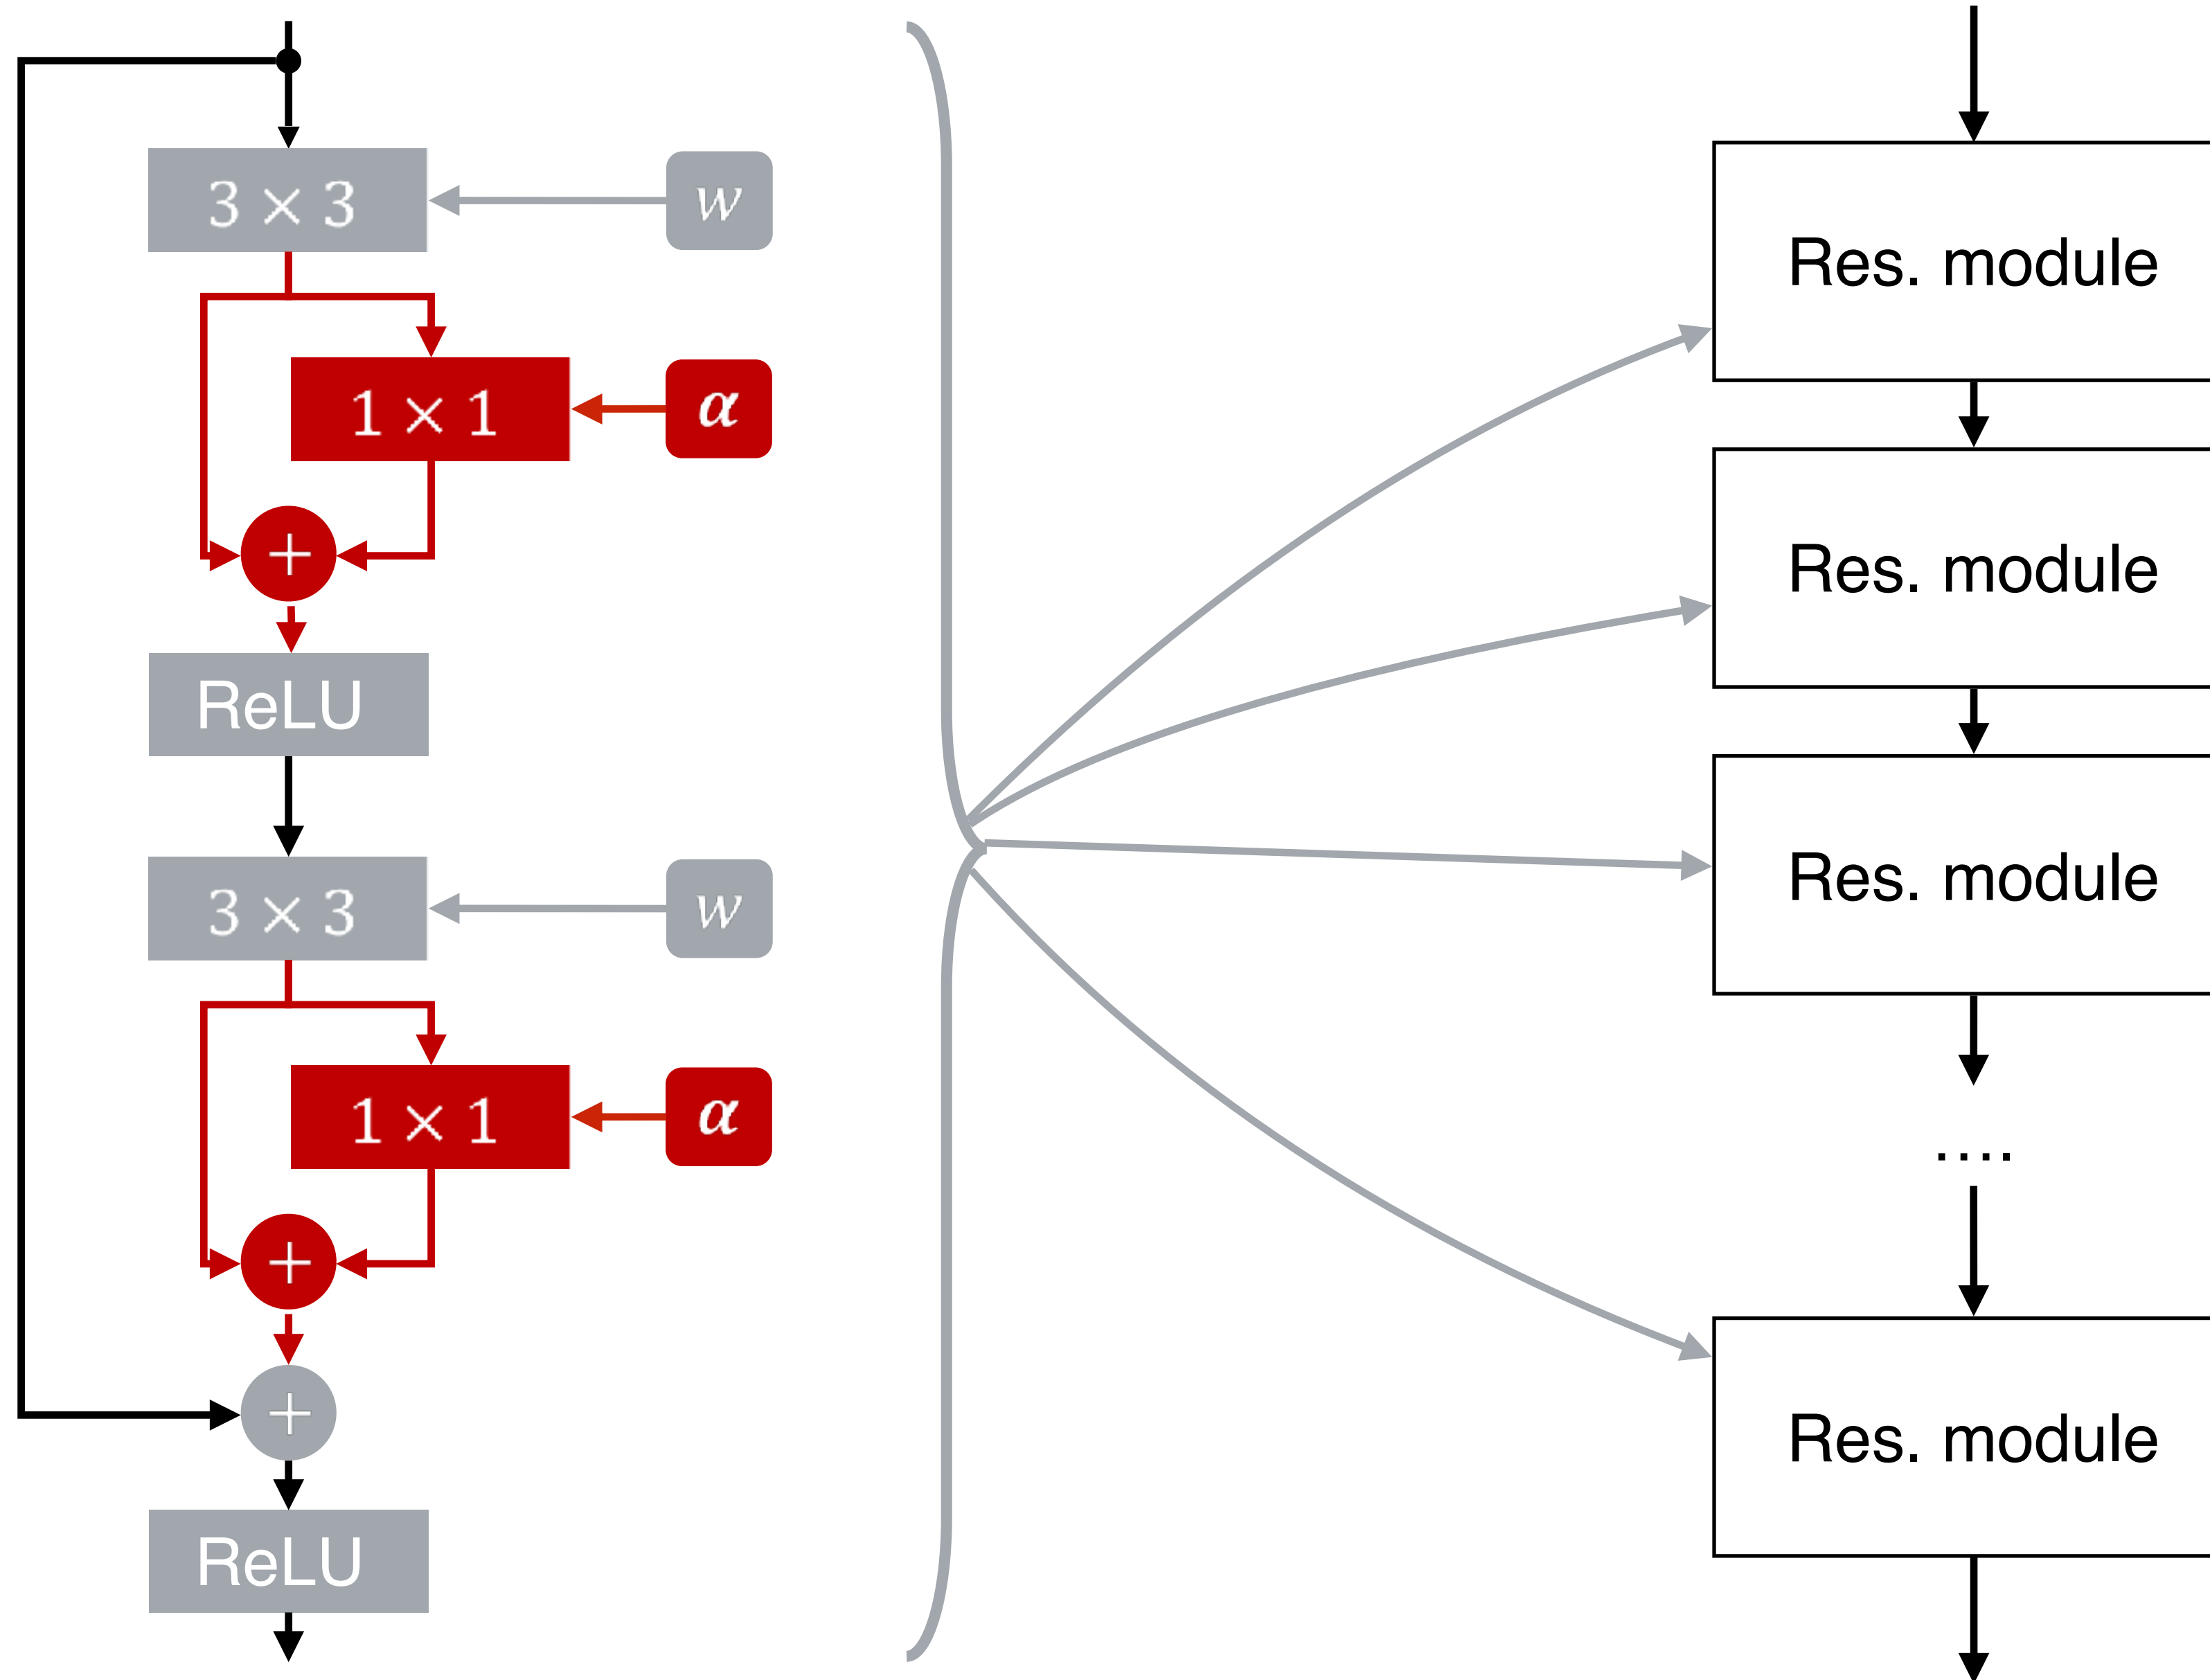 3 × 3
w
1 × 1
α
+
ReLU
3 × 3
w
1 × 1
α
+
+
ReLU
Res. module
Res. module
Res. module
....
Res. module